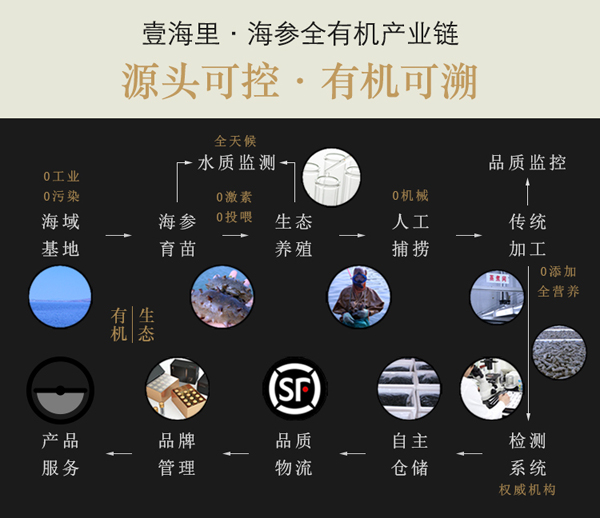 壹海里·海参全有机产业链
源头可控·有机可溯
全天候
水质监测
品质监控
0工业
0污染
海域
基地
海参
育苗
0激素
0投喂
生态
养殖
0机械
人工
捕捞
传统
加工
0添加
全营养
有机
生态
SF
产品
服务
品牌
管理
品质
物流
自主
仓储
检测
系统
权威机构